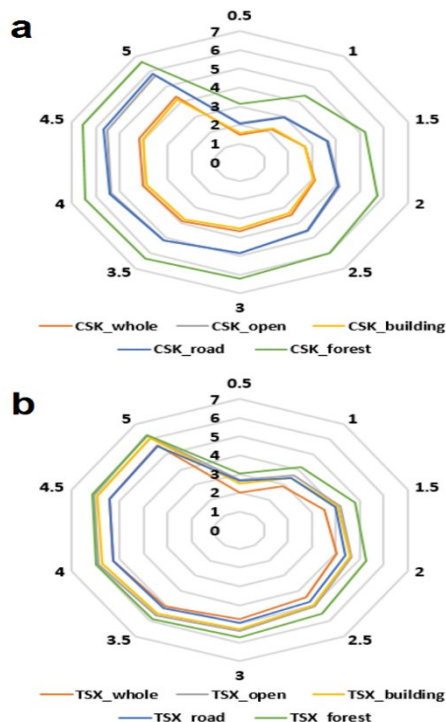 a
0.5
5 7 1
6
5
4.5 4 1.5
3
2
1
0
4 2
3.5 2.5
3
CSK_whole CSK_open CSK_building
CSK_road CSK_forest
b
0.5
5 7 1
6
5
4.5 4 1.5
3
2
1
0
4 2
3.5 2.5
3
TSX_whole TSX_open TSX_building
TSX_road TSX_forest